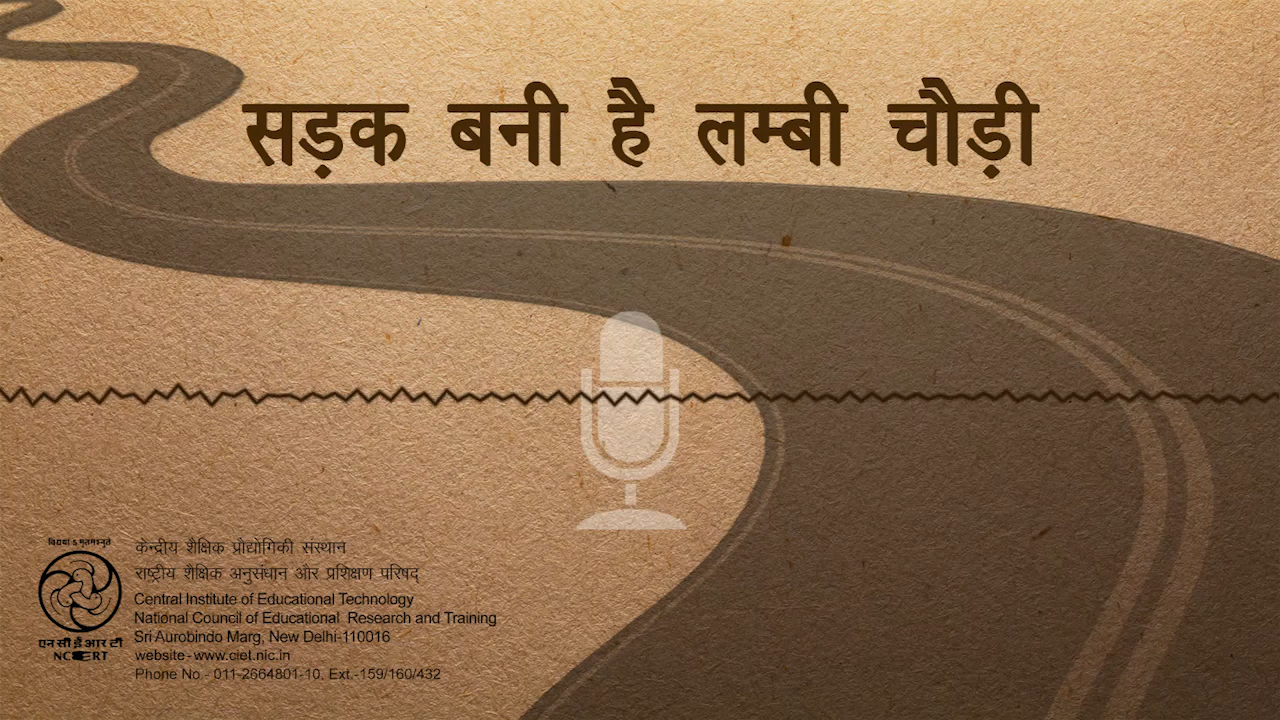 सड़क बनी है लम्बी चौड़ी
विद्यया ऽ मृतमश्नुते
एन सी ई आर टी
NCERT
केन्द्रीय शैक्षिक प्रौद्योगिकी संस्थान
राष्ट्रीय शैक्षिक अनुसंधान और प्रशिक्षण परिषद्
Central Institute of Educational Technology
National Council of Educational Research and Training
Sri Aurobindo Marg, New Delhi-110016
website-www.ciet.nic.in
Phone No.- 011-2664801-10, Ext.-159/160/432